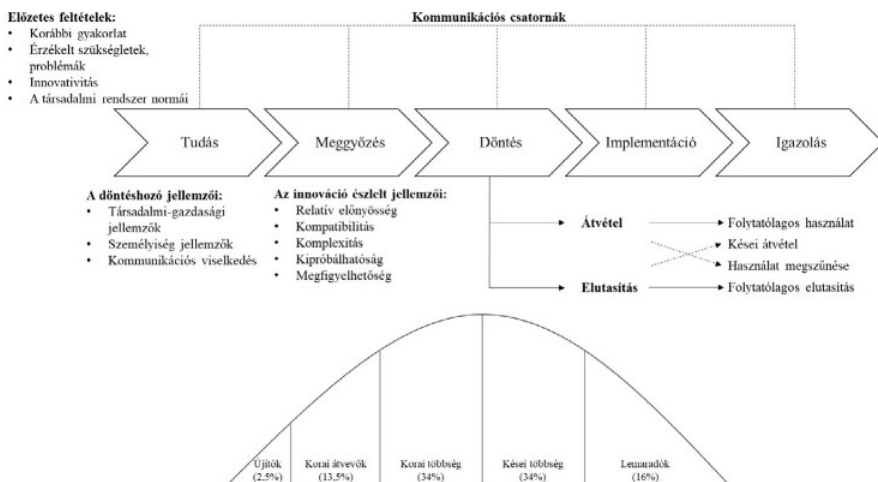 Előzetes feltételek:
• Korábbi gyakorlat
• Érzékelt szükségletek,
problémák
• Innovativitás
• A társadalmi rendszer normái
Kommunikációs csatornák
Tudás
Meggyőzés
Döntés
Implementáció
Igazolás
A döntéshozó jellemzői:
• Társadalmi-gazdasági
jellemzők
• Személyiség jellemzők
• Kommunikációs viselkedés
Az innováció észlelt jellemzői:
• Relatív előnyösség
• Kompatibilitás
• Komplexitás
• Kipróbálhatóság
• Megfigyelhetőség
Átvétel
Folytatólagos használat
Kései átvétel
Használat megszűnése
Elutasítás
Folytatólagos elutasítás
Újítók
(2.5%)
Korai átvevők
(13.5%)
Korai többség
(34%)
Kései többség
(34%)
Lemaradók
(16%)